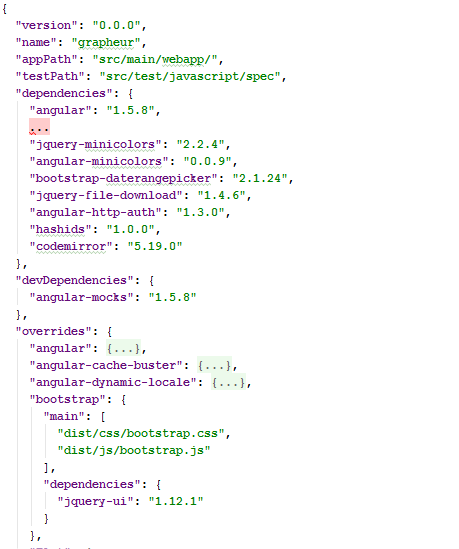 {
"version": "0.0.0",
"name": "grapheur",
"appPath": "src/main/webapp/",
"testPath": "src/test/javascript/spec",
"dependencies": {
"angular": "1.5.8",
...
"jquery-minicolors": "2.2.4",
"angular-minicolors": "0.0.9",
"bootstrap-daterangepicker": "2.1.24",
"jquery-file-download": "1.4.6",
"angular-http-auth": "1.3.0",
"hashids": "1.0.0",
"codemirror": "5.19.0"
},
"devDependencies": {
"angular-mocks": "1.5.8"
},
"overrides": {
"angular": {...},
"angular-cache-buster": {...},
"angular-dynamic-locale": {...},
"bootstrap": {
"main": [
"dist/css/bootstrap.css",
"dist/js/bootstrap.js"
],
"dependencies": {
"jquery-ui": "1.12.1"
}
},